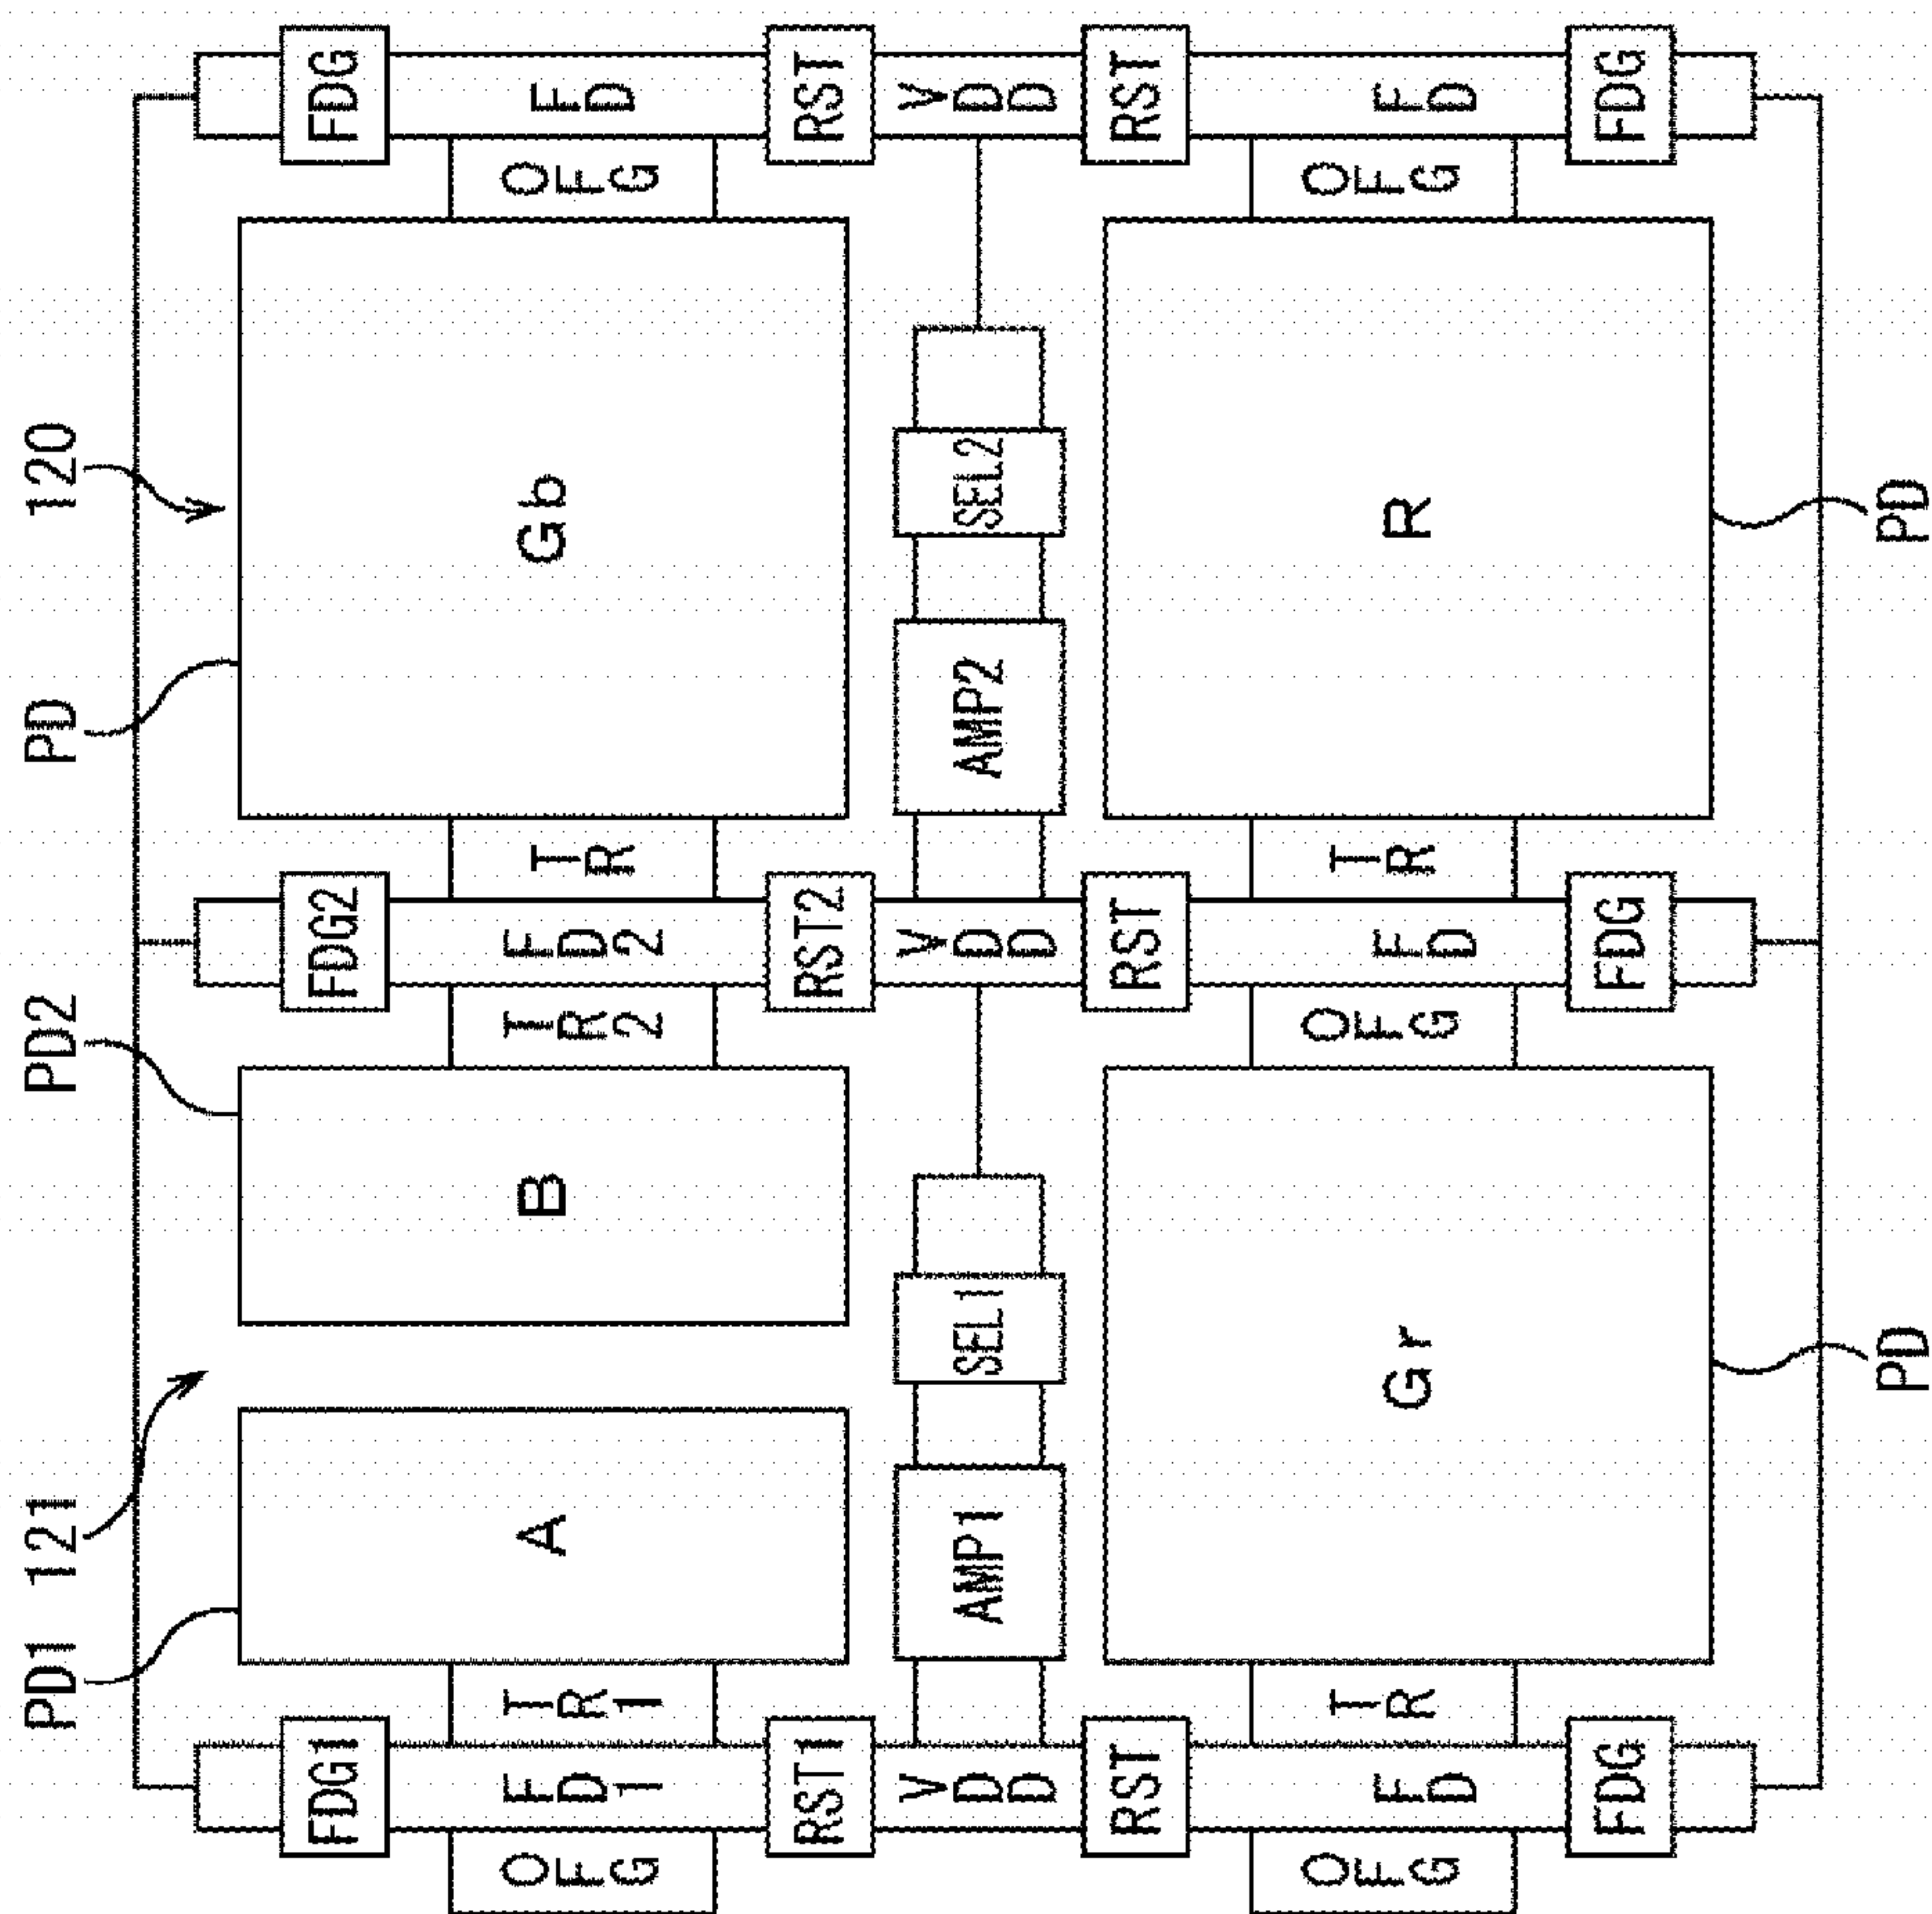 PD1
121
PD2
PD
120
FDG1
FDG2
FDG
OFG
FD1
TR1
A
B
TR2
FD2
TR
Gb
OFG
FD
RST1
RST2
RST
VDD
AMP1
SEL1
VDD
AMP2
SEL2
VDD
RST
RST
RST
OFG
FD
TR
Gr
OFG
FD
TR
R
OFG
FD
FDG
FDG
FDG
PD
PD